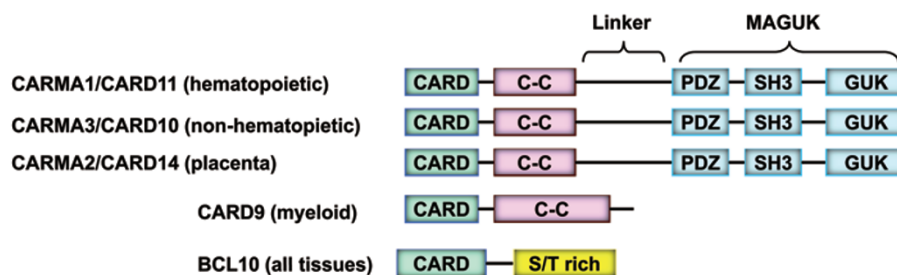 Linker MAGUK
CARMA1/CARD11 (hematopoietic) CARD C-C PDZ SH3 GUK
CARMA3/CARD10 (non-hematopietic) CARD C-C PDZ SH3 GUK
CARMA2/CARD14 (placenta) CARD C-C PDZ SH3 GUK
CARD9 (myeloid) CARD C-C
BCL10 (all tissues) CARD S/T rich